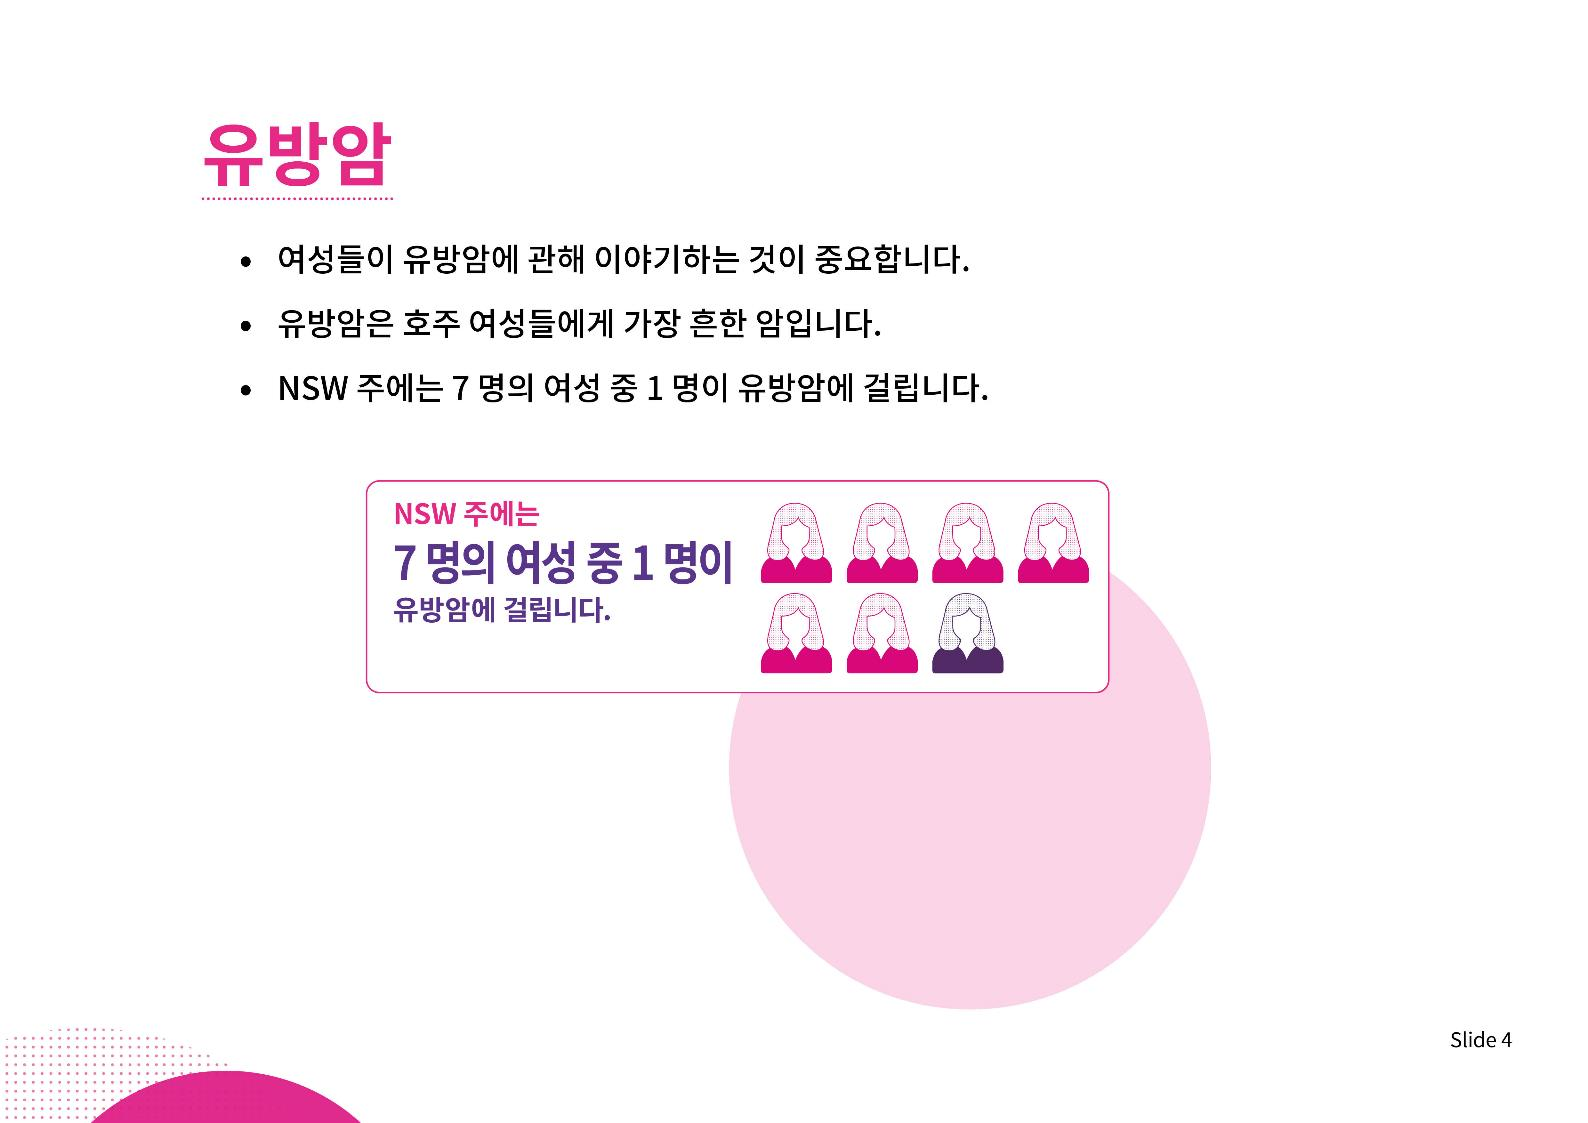 유방암
• 여성들이 유방암에 관해 이야기하는 것이 중요합니다.
• 유방암은 호주 여성들에게 가장 흔한 암입니다.
• NSW 주에는 7 명의 여성 중 1 명이 유방암에 걸립니다.
NSW 주에는
7 명의 여성 중 1 명이
유방암에 걸립니다.
Slide 4